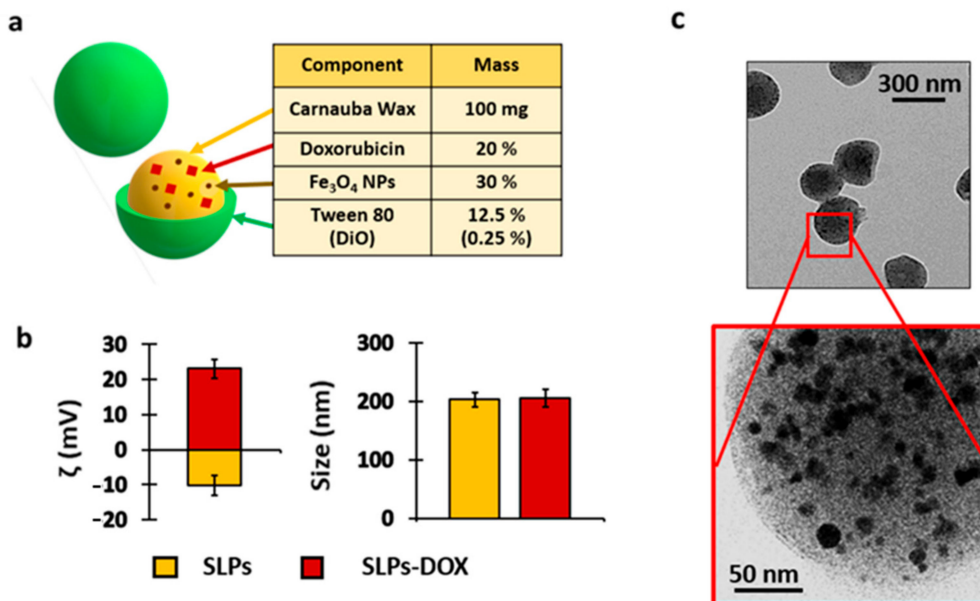 a
Component Mass
Carnauba Wax 100 mg
Doxorubicin 20 %
Fe₃O₄ NPs 30 %
Tween 80 12.5 %
(DiO) (0.25 %)
b
ζ (mV)
30
20
10
0
−10
−20
Size (nm)
300
200
100
0
SLPs
SLPs-DOX
c
300 nm
50 nm